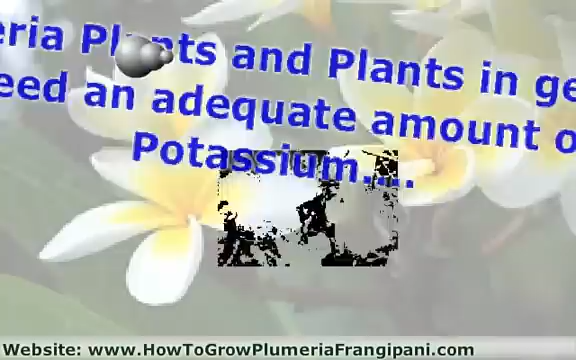 eria Plants and Plants in ge
eed an adequate amount o
Potassium....
Website: www.HowToGrowPlumeriaFrangipani.com